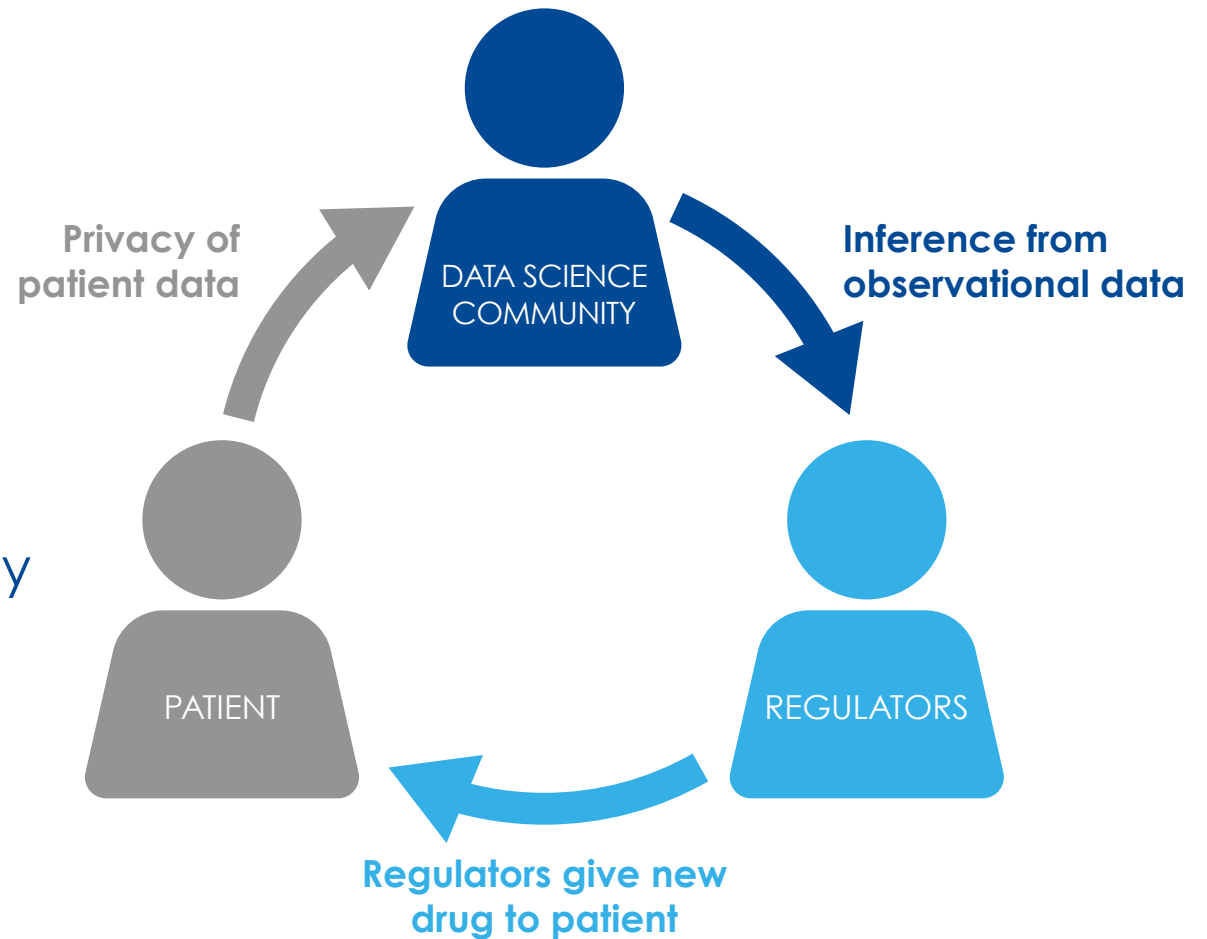 Privacy of
patient data
DATA SCIENCE
COMMUNITY
Inference from
observational data
y
PATIENT
REGULATORS
Regulators give new
drug to patient